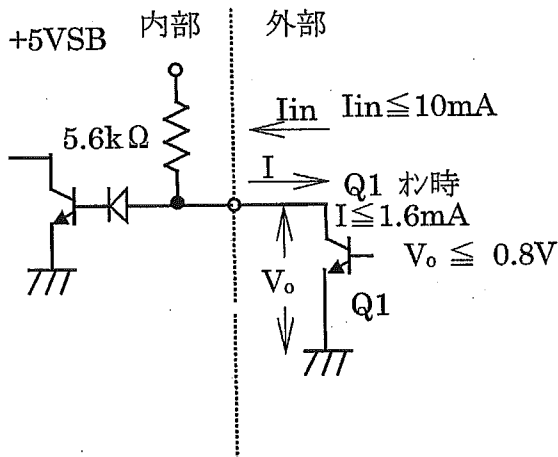 +5VSB
内部
外部
Iin
Iin≦10mA
5.6kΩ
I
Q1 ｵﾝ時
I≦1.6mA
Vo
Vo ≦ 0.8V
Q1